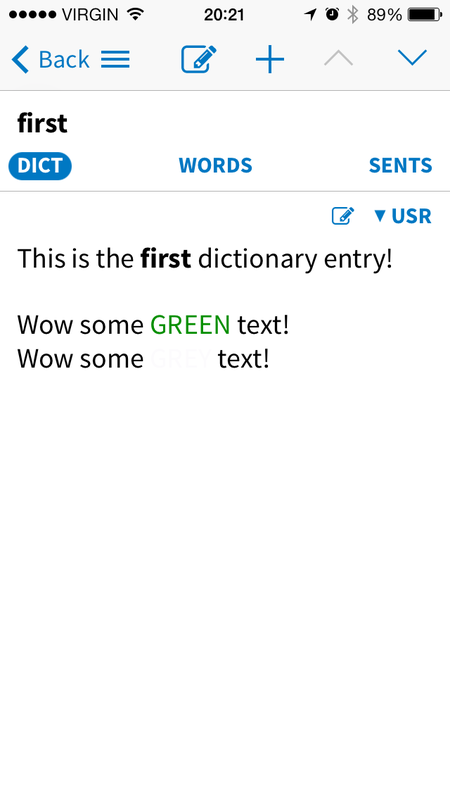 VIRGIN 20:21 89%
Back
first
DICT WORDS SENTS
▼ USR
This is the first dictionary entry!
Wow some GREEN text!
Wow some GREY text!